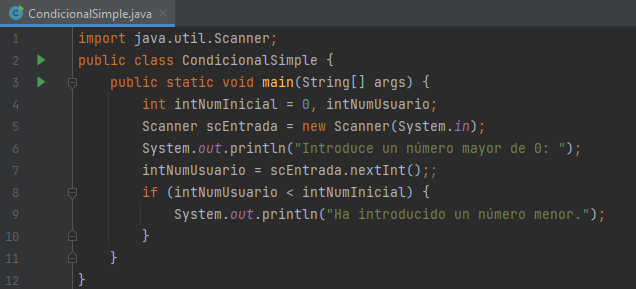 CondicionalSimple.java
1 import java.util.Scanner;
2 public class CondicionalSimple {
3 public static void main(String[] args) {
4 int intNumInicial = 0, intNumUsuario;
5 Scanner scEntrada = new Scanner(System.in);
6 System.out.println("Introduce un número mayor de 0: ");
7 intNumUsuario = scEntrada.nextInt();;
8 if (intNumUsuario < intNumInicial) {
9 System.out.println("Ha introducido un número menor.");
10 }
11 }
12 }